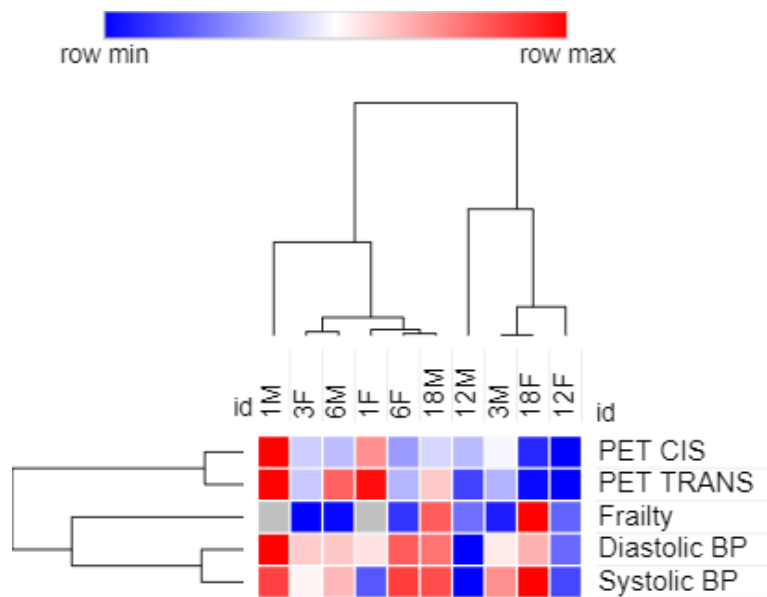 row min row max
id 1M 3F 6M 1F 6F 18M 12M 3M 18F 12F id
PET CIS
PET TRANS
Frailty
Diastolic BP
Systolic BP